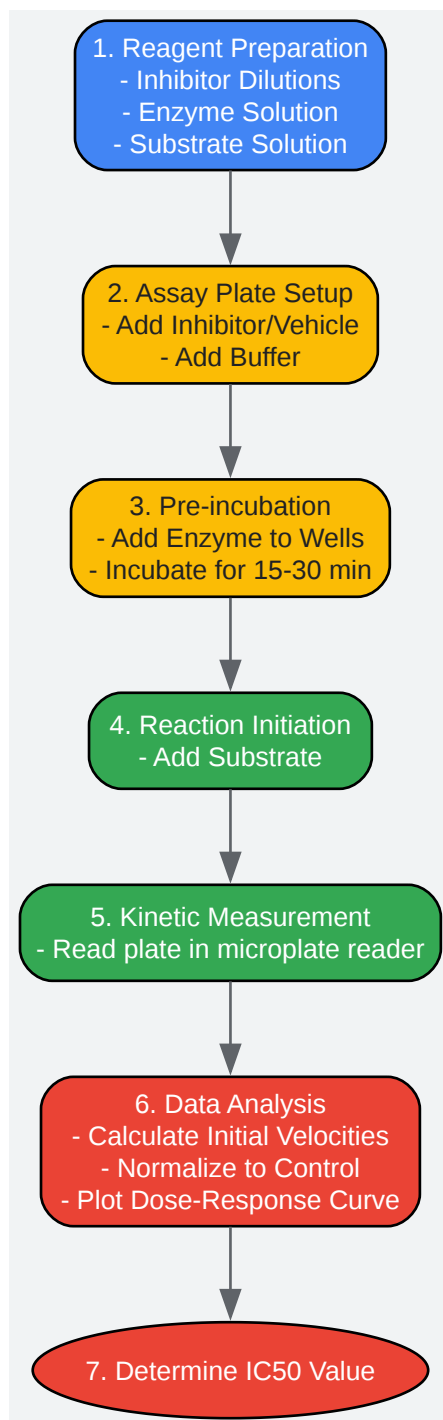 1. Reagent Preparation
- Inhibitor Dilutions
- Enzyme Solution
- Substrate Solution
2. Assay Plate Setup
- Add Inhibitor/Vehicle
- Add Buffer
3. Pre-incubation
- Add Enzyme to Wells
- Incubate for 15-30 min
4. Reaction Initiation
- Add Substrate
5. Kinetic Measurement
- Read plate in microplate reader
6. Data Analysis
- Calculate Initial Velocities
- Normalize to Control
- Plot Dose-Response Curve
7. Determine IC50 Value